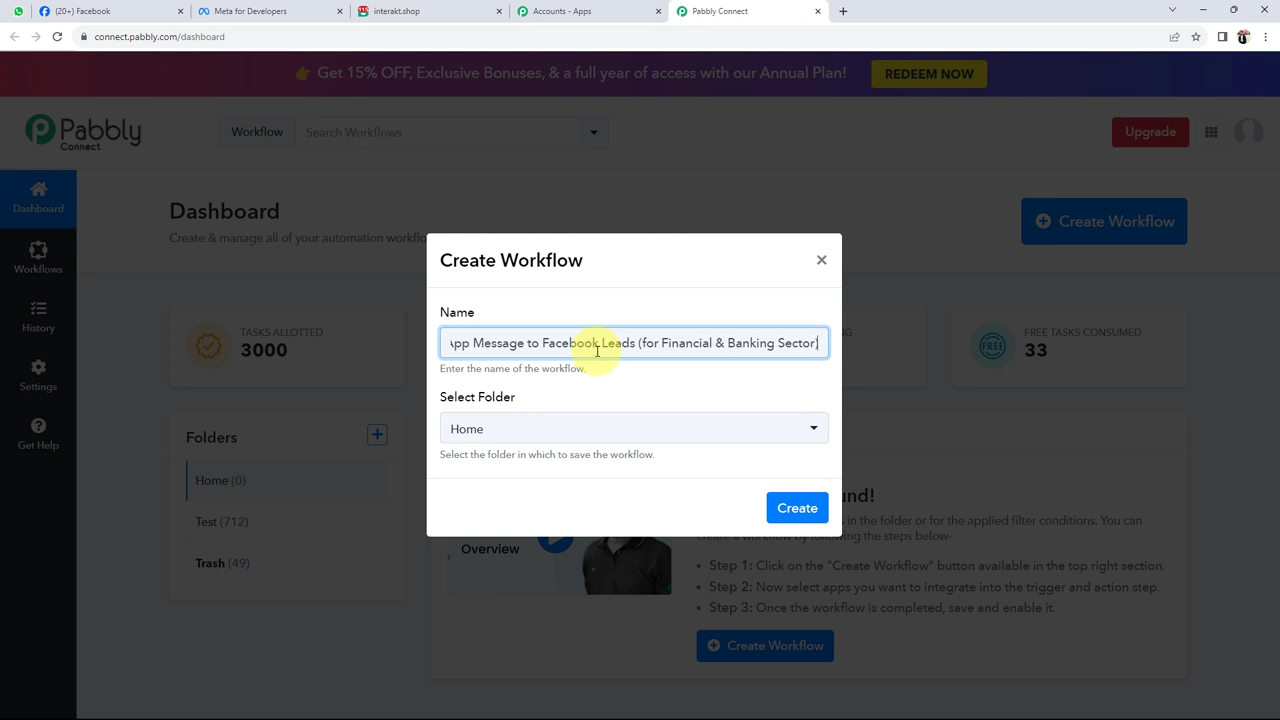 (20+) Facebook
Meta for Developers
interakt.shop
Accounts - Apps
Pabbly Connect
connect.pabbly.com/dashboard
👉 Get 15% OFF, Exclusive Bonuses, & a full year of access with our Annual Plan!
REDEEM NOW
Pabbly
Connect
Workflow
Search Workflows
Upgrade
Dashboard
Workflows
History
Settings
Get Help
Dashboard
Create & manage all of your automation workflo
Create Workflow
TASKS ALLOTTED
3000
FREE TASKS CONSUMED
33
FREE
Folders
Home (0)
Test (712)
Trash (49)
Create Workflow
Name
App Message to Facebook Leads (for Financial & Banking Sector)
Enter the name of the workflow.
Select Folder
Home
Select the folder in which to save the workflow.
Create
Overview
in the folder or for the applied filter conditions. You can
following the steps below-
• Step 1: Click on the "Create Workflow" button available in the top right section.
• Step 2: Now select apps you want to integrate into the trigger and action step.
• Step 3: Once the workflow is completed, save and enable it.
Create Workflow